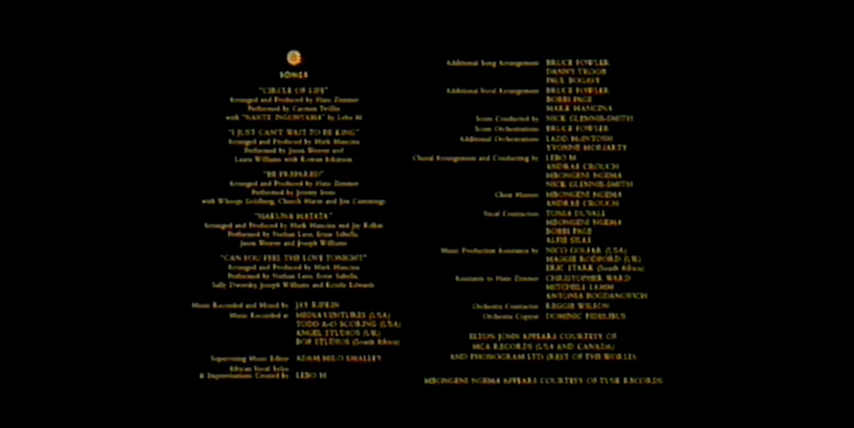 SONGS
"CIRCLE OF LIFE"
Arranged and Produced by Hans Zimmer
Performed by Carmen Twillie
with "NANTS' INGONYAMA" by Lebo M
"I JUST CAN'T WAIT TO BE KING"
Arranged and Produced by Mark Mancina
Performed by Jason Weaver and
Laura Williams with Rowan Atkinson
"BE PREPARED"
Arranged and Produced by Hans Zimmer
Performed by Jeremy Irons
with Whoopi Goldberg, Cheech Marin and Jim Cummings
"HAKUNA MATATA"
Arranged and Produced by Mark Mancina and Jay Rifkin
Performed by Nathan Lane, Ernie Sabella,
Jason Weaver and Joseph Williams
"CAN YOU FEEL THE LOVE TONIGHT"
Arranged and Produced by Mark Mancina
Performed by Nathan Lane, Ernie Sabella,
Sally Dworsky, Joseph Williams and Kristle Edwards
Music Recorded and Mixed by JAY RIFKIN
Music Recorded at MEDIA VENTURES (USA)
TODD A-O SCORING (USA)
ANGEL STUDIOS (UK)
BOP STUDIOS (South Africa)
Supervising Music Editor ADAM MILO SMALLEY
African Vocal Solos
& Improvisations Created by LEBO M
Additional Song Arrangement BRUCE FOWLER
DANNY TROOB
PAUL BOGAEV
Additional Vocal Arrangement BRUCE FOWLER
BOBBI PAGE
MARK MANCINA
Score Conducted by NICK GLENNIE-SMITH
Score Orchestrations BRUCE FOWLER
Additional Orchestrations LADD McINTOSH
YVONNE MORIARTY
Choral Arrangement and Conducting by LEBO M
ANDRAE CROUCH
MBONGENI NGEMA
NICK GLENNIE-SMITH
Choir Masters MBONGENI NGEMA
ANDRAE CROUCH
Vocal Contractors TONIA DUVALL
MBONGENI NGEMA
BOBBI PAGE
ALFIE SILAS
Music Production Assistance by NICO GOLFAR (USA)
MAGGIE RODFORD (UK)
ERIC STARK (South Africa)
Assistants to Hans Zimmer CHRISTOPHER WARD
MITCHELL LAMM
ANTONIA BOGDANOVICH
Orchestra Contractor REGGIE WILSON
Orchestra Copyist DOMINIC FIDELIBUS
ELTON JOHN APPEARS COURTESY OF
MCA RECORDS (USA AND CANADA)
AND PHONOGRAM LTD (REST OF THE WORLD)
MBONGENI NGEMA APPEARS COURTESY OF TUSK RECORDS